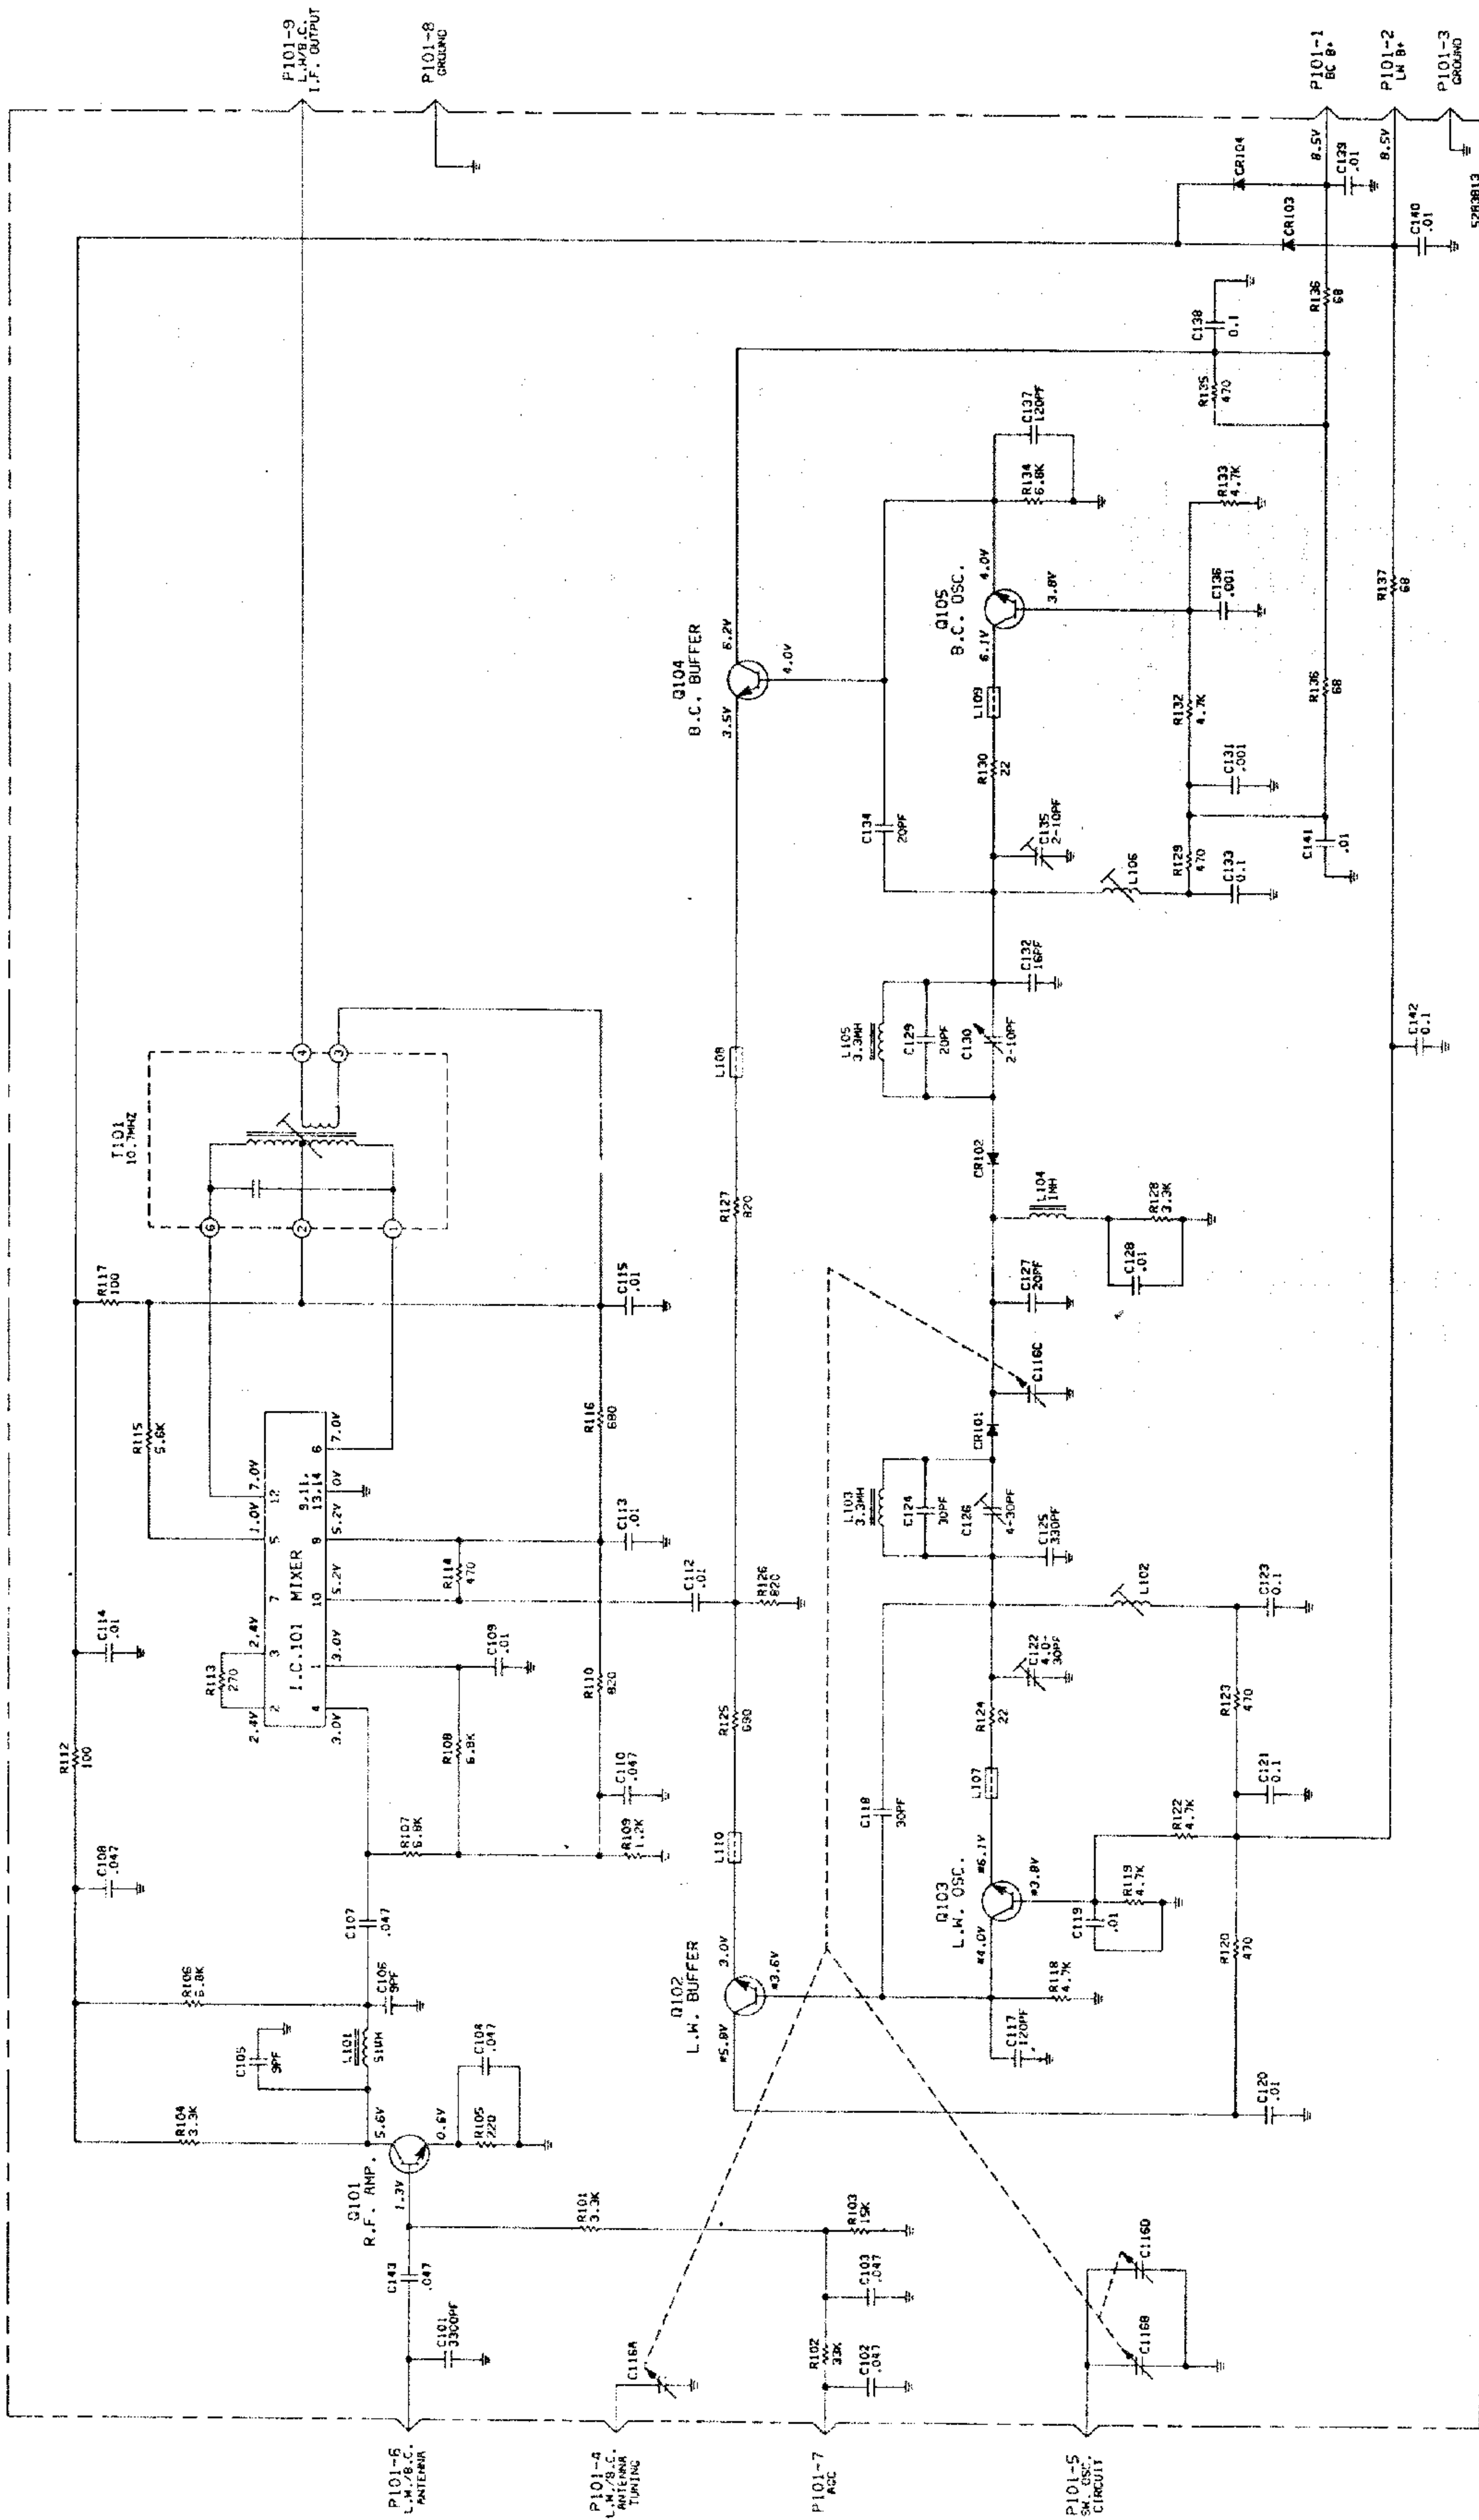 P101-9
L.W/B.C.
I.F. OUTPUT
P101-8
GROUND
P101-1
BC B+
P101-2
LW B+
P101-3
GROUND
8.5V
8.5V
5283813
CR104
C139
.01
CR103
C140
.01
R136
68
C138
0.1
R135
470
R137
68
R136
68
C141
.01
C142
0.1
T101
10.7MHZ
6
2
1
4
3
R117
100
R115
5.6K
C115
.01
R116
680
C113
.01
R114
470
C112
.01
I.C.101 MIXER
12
7.0V
5
1.0V
7
3
2.4V
2
2.4V
6
7.0V
9,11,
13,14
0V
9
5.2V
10
5.2V
1
3.0V
4
3.0V
R113
270
C114
.01
R112
100
C108
.047
C109
.01
R108
6.8K
R110
820
C110
.047
R109
1.2K
R107
6.8K
C107
.047
R106
6.8K
C106
9PF
L101
C105
9PF
R104
3.3K
Q101
R.F. AMP.
5.6V
0.6V
1.3V
C104
.047
R105
220
C143
.047
C101
3300PF
P101-6
L.W./B.C.
ANTENNA
R101
3.3K
C116A
P101-4
L.W./B.C.
ANTENNA
TUNING
R103
15K
C103
.047
R102
33K
C102
.047
P101-7
AGC
C116D
C116B
P101-5
SW. OSC.
CIRCUIT
Q104
B.C. BUFFER
6.2V
3.5V
4.0V
L108
R127
820
R126
820
R125
680
L110
Q102
L.W. BUFFER
3.0V
*3.6V
*5.8V
C137
120PF
R134
6.8K
Q105
B.C. OSC.
4.0V
6.1V
3.8V
R133
4.7K
C136
.001
R132
4.7K
C131
.001
L109
R130
22
C134
20PF
C135
2-10PF
L106
R129
470
C133
0.1
C132
16PF
L105
3.3MH
C129
20PF
C130
2-10PF
CR102
L104
1MH
R128
3.3K
C128
.01
C127
20PF
C116C
CR101
L103
3.3MH
C124
30PF
C126
4-30PF
C125
330PF
L102
C123
0.1
C122
4.0-
30PF
R124
22
R123
470
C121
0.1
L107
C118
30PF
R122
4.7K
Q103
L.W. OSC.
*6.1V
*3.8V
*4.0V
R119
4.7K
C119
.01
R120
470
R118
4.7K
C117
120PF
C120
.01